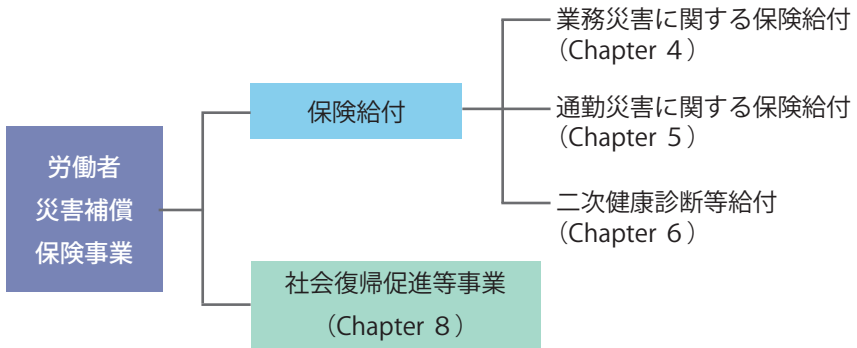 労働者
災害補償
保険事業
保険給付
業務災害に関する保険給付
（Chapter 4）
通勤災害に関する保険給付
（Chapter 5）
二次健康診断等給付
（Chapter 6）
社会復帰促進等事業
（Chapter 8）